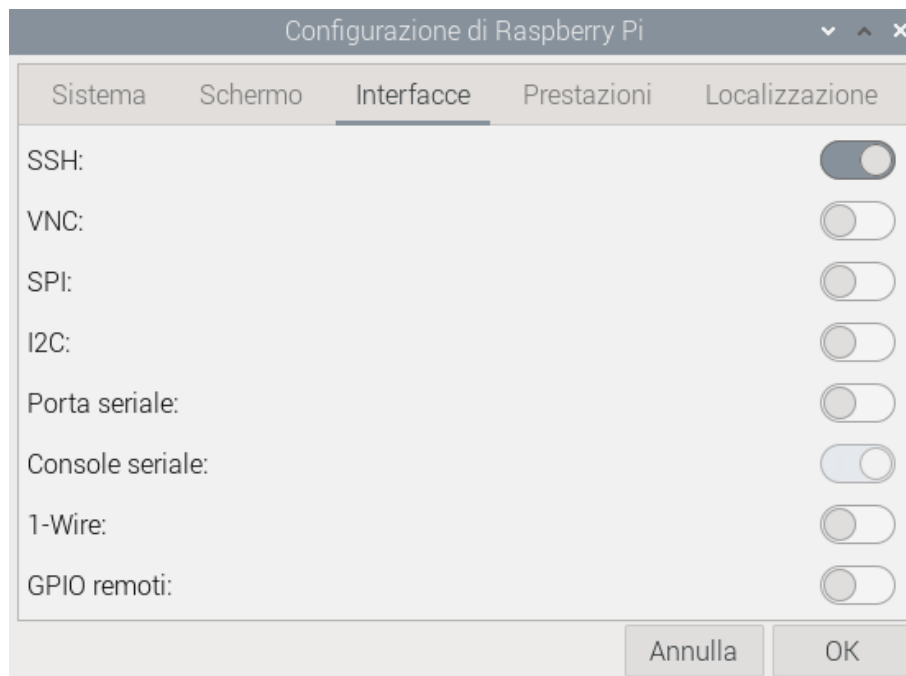 Configurazione di Raspberry Pi
Sistema Schermo Interfacce Prestazioni Localizzazione
SSH:
VNC:
SPI:
I2C:
Porta seriale:
Console seriale:
1-Wire:
GPIO remoti:
Annulla OK